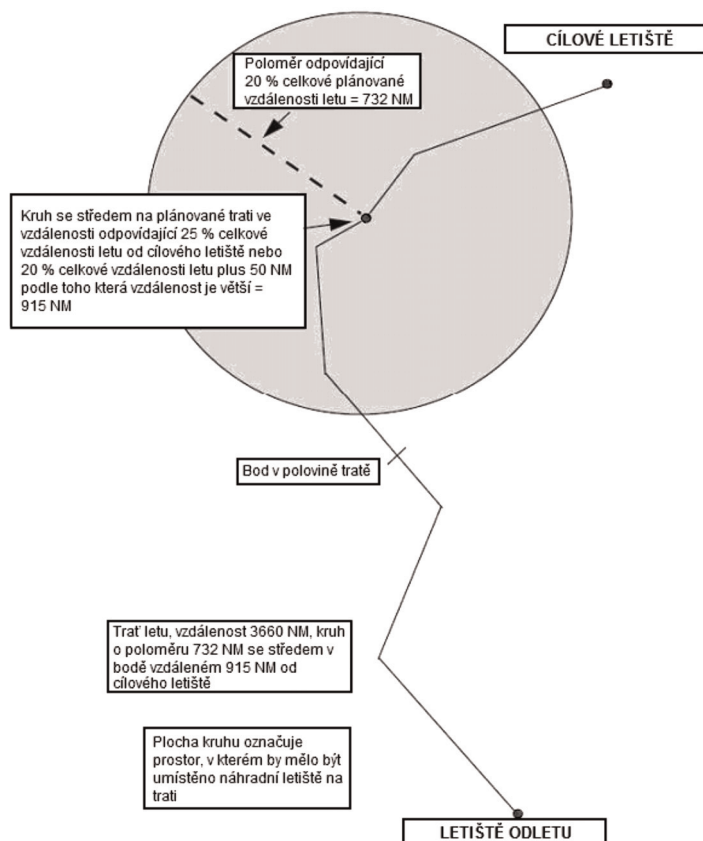 CÍLOVÉ LETIŠTĚ
Poloměr odpovídající
20 % celkové plánované
vzdálenosti letu = 732 NM
Kruh se středem na plánované trati ve
vzdálenosti odpovídající 25 % celkové
vzdálenosti letu od cílového letiště nebo
20 % celkové vzdálenosti letu plus 50 NM
podle toho která vzdálenost je větší =
915 NM
Bod v polovině tratě
Trať letu, vzdálenost 3660 NM, kruh
o poloměru 732 NM se středem v
bodě vzdáleném 915 NM od
cílového letiště
Plocha kruhu označuje
prostor, v kterém by mělo být
umístěno náhradní letiště na
trati
LETIŠTĚ ODLETU